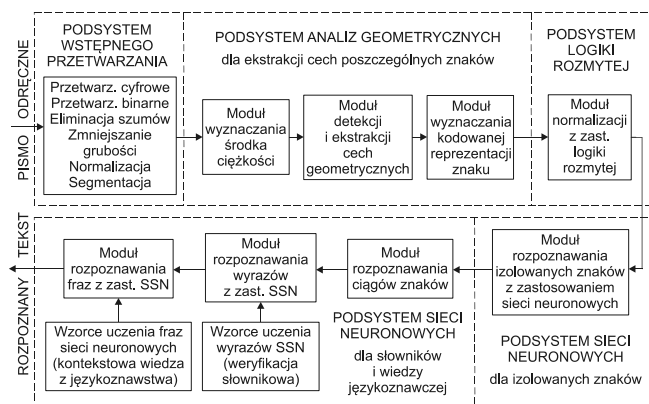 PISMO ODRĘCZNE
PODSYSTEM
WSTĘPNEGO
PRZETWARZANIA
Przetwarz. cyfrowe
Przetwarz. binarne
Eliminacja szumów
Zmniejszanie
grubości
Normalizacja
Segmentacja
PODSYSTEM ANALIZ GEOMETRYCZNYCH
dla ekstrakcji cech poszczególnych znaków
Moduł
wyznaczania
środka
ciężkości
Moduł
detekcji
i ekstrakcji
cech
geometrycznych
Moduł
wyznaczania
kodowanej
reprezentacji
znaku
PODSYSTEM
LOGIKI
ROZMYTEJ
Moduł
normalizacji
z zast.
logiki
rozmytej
ROZPOZNANY TEKST
Moduł
rozpoznawania
fraz z zast. SSN
Wzorce uczenia fraz
sieci neuronowych
(kontekstowa wiedza
z językoznawstwa)
Moduł
rozpoznawania
wyrazów
z zast. SSN
Wzorce uczenia
wyrazów SSN
(weryfikacja
słownikowa)
Moduł
rozpoznawania
ciągów znaków
PODSYSTEM SIECI
NEURONOWYCH
dla słowników
i wiedzy
językoznawczej
Moduł
rozpoznawania
izolowanych znaków
z zastosowaniem
sieci neuronowych
PODSYSTEM SIECI
NEURONOWYCH
dla izolowanych znaków